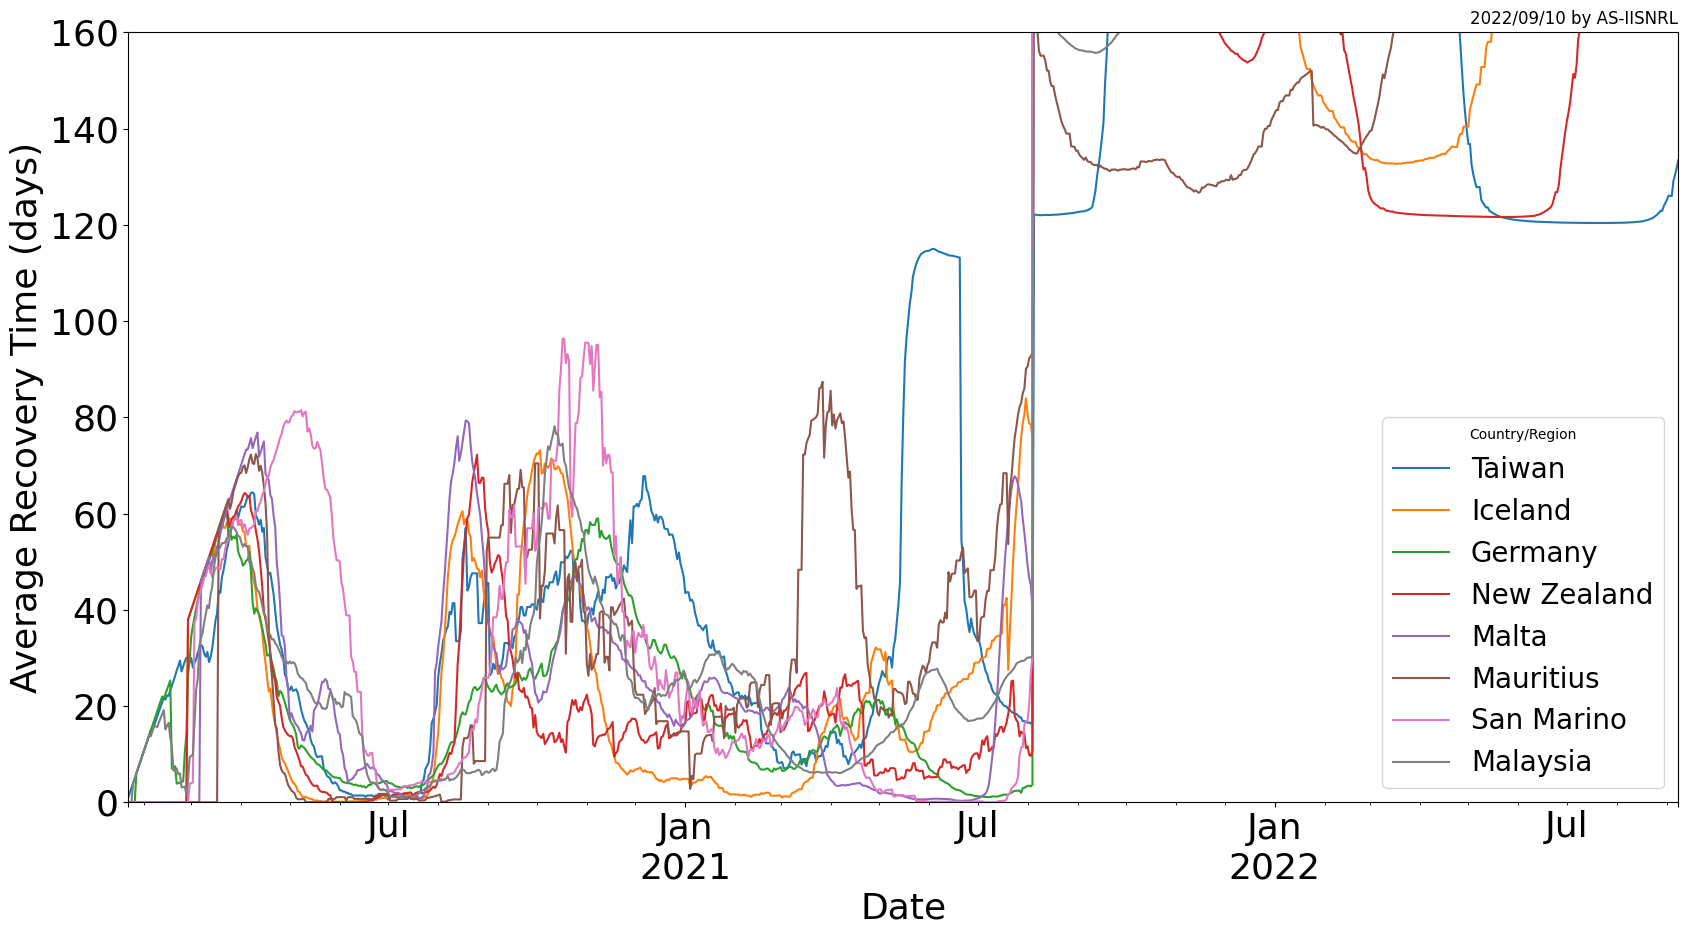 2022/09/10 by AS-IISNRL
160
140
120
100
80
60
40
20
0
Average Recovery Time (days)
Country/Region
Taiwan
Iceland
Germany
New Zealand
Malta
Mauritius
San Marino
Malaysia
Jul
Jan
2021
Jul
Jan
2022
Jul
Date